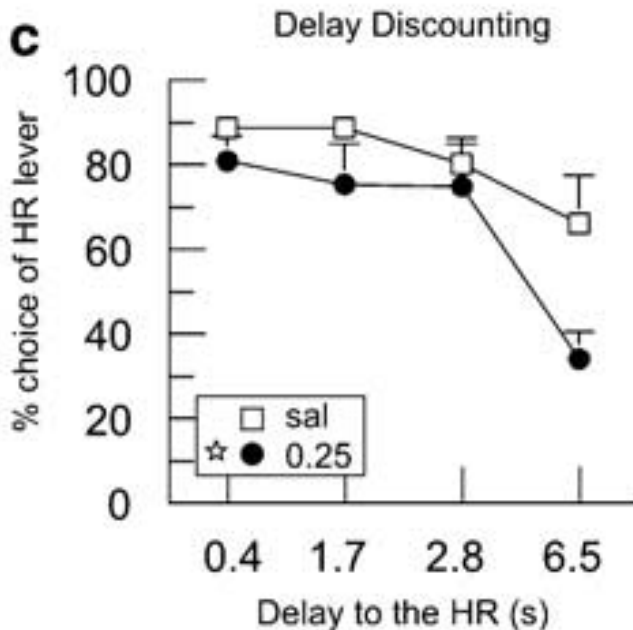 c
Delay Discounting
% choice of HR lever
100
80
60
40
20
0
sal
☆ 0.25
0.4 1.7 2.8 6.5
Delay to the HR (s)